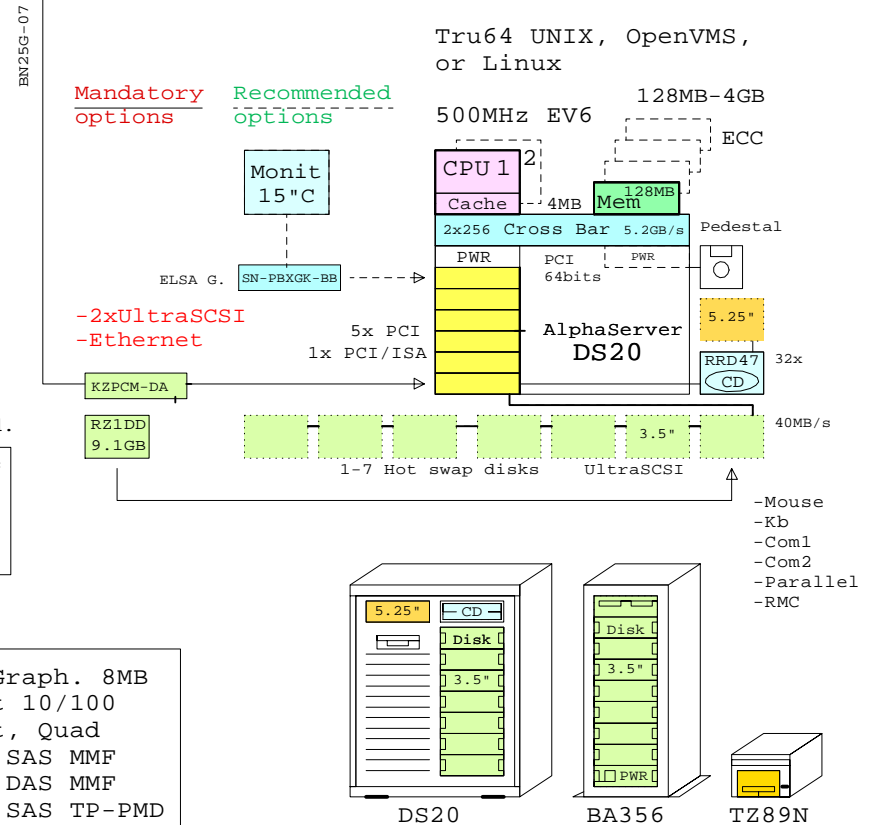 BN25G-07
Tru64 UNIX, OpenVMS,
or Linux
Mandatory
options
Recommended
options
128MB-4GB
500MHz EV6
ECC
Monit
15"C
CPU 1
2
Cache
4MB
128MB
Mem
2x256 Cross Bar 5.2GB/s
Pedestal
PWR
PCI
64bits
PWR
ELSA G.
SN-PBXGK-BB
-2xUltraSCSI
-Ethernet
5x PCI
1x PCI/ISA
AlphaServer
DS20
5.25"
RRD47
CD
32x
KZPCM-DA
RZ1DD
9.1GB
3.5"
40MB/s
1-7 Hot swap disks
UltraSCSI
-Mouse
-Kb
-Com1
-Com2
-Parallel
-RMC
5.25"
CD
Disk
3.5"
Disk
3.5"
PWR
DS20
BA356
TZ89N
Graph. 8MB
10/100
, Quad
SAS MMF
DAS MMF
SAS TP-PMD